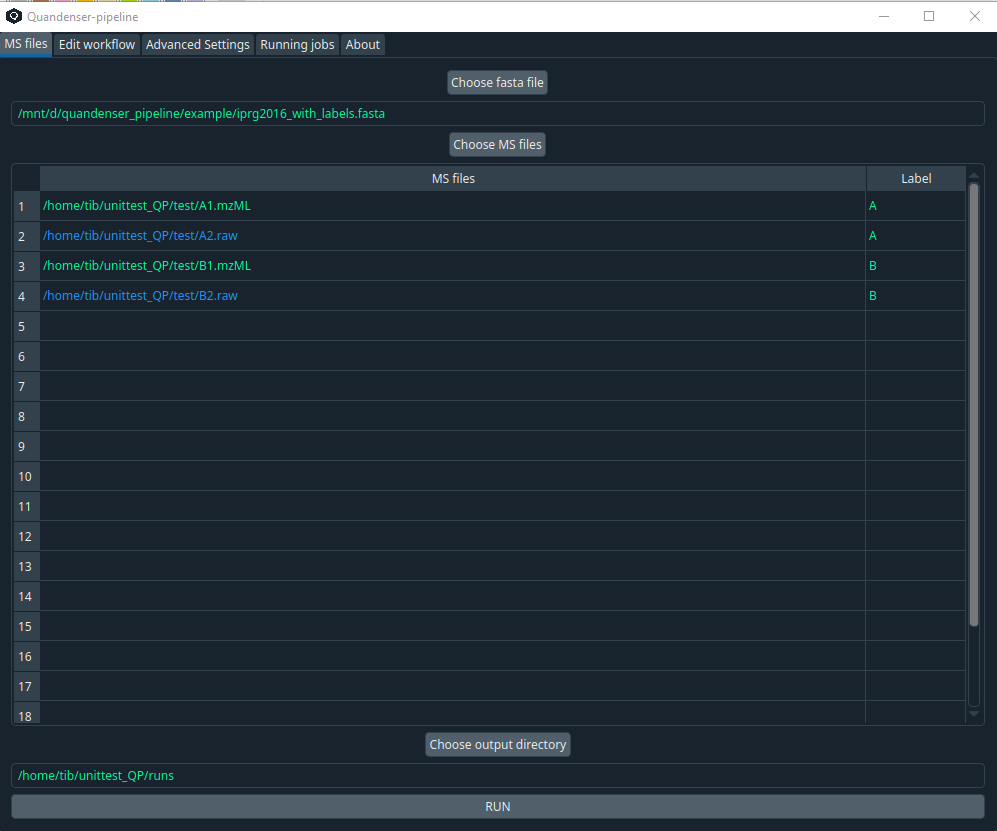 Quandenser-pipeline
MS files Edit workflow Advanced Settings Running jobs About
Choose fasta file
/mnt/d/quandenser_pipeline/example/iprg2016_with_labels.fasta
Choose MS files
MS files Label
1 /home/tib/unittest_QP/test/A1.mzML A
2 /home/tib/unittest_QP/test/A2.raw A
3 /home/tib/unittest_QP/test/B1.mzML B
4 /home/tib/unittest_QP/test/B2.raw B
5
6
7
8
9
10
11
12
13
14
15
16
17
18
Choose output directory
/home/tib/unittest_QP/runs
RUN